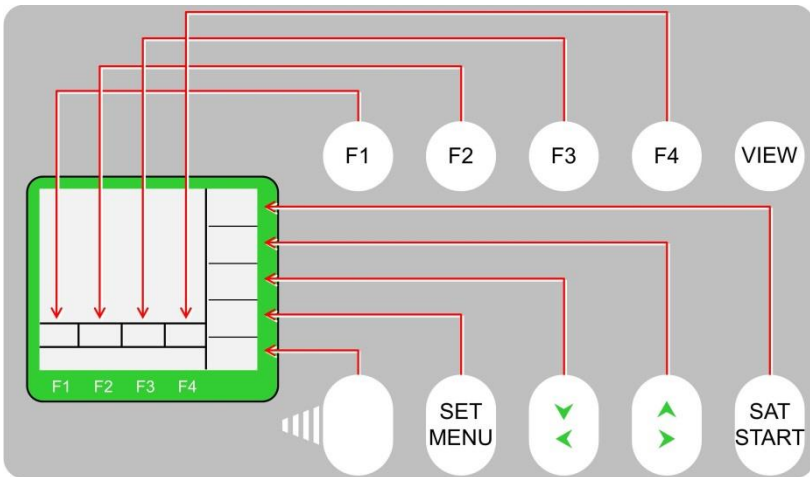 F1
F2
F3
F4
VIEW
F1 F2 F3 F4
SET
MENU
SAT
START